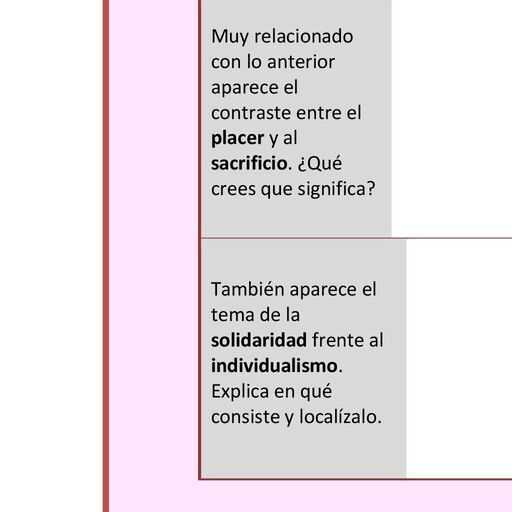 Muy relacionado
con lo anterior
aparece el
contraste entre el
placer y al
sacrificio. ¿Qué
crees que significa?
También aparece el
tema de la
solidaridad frente al
individualismo.
Explica en qué
consiste y localízalo.